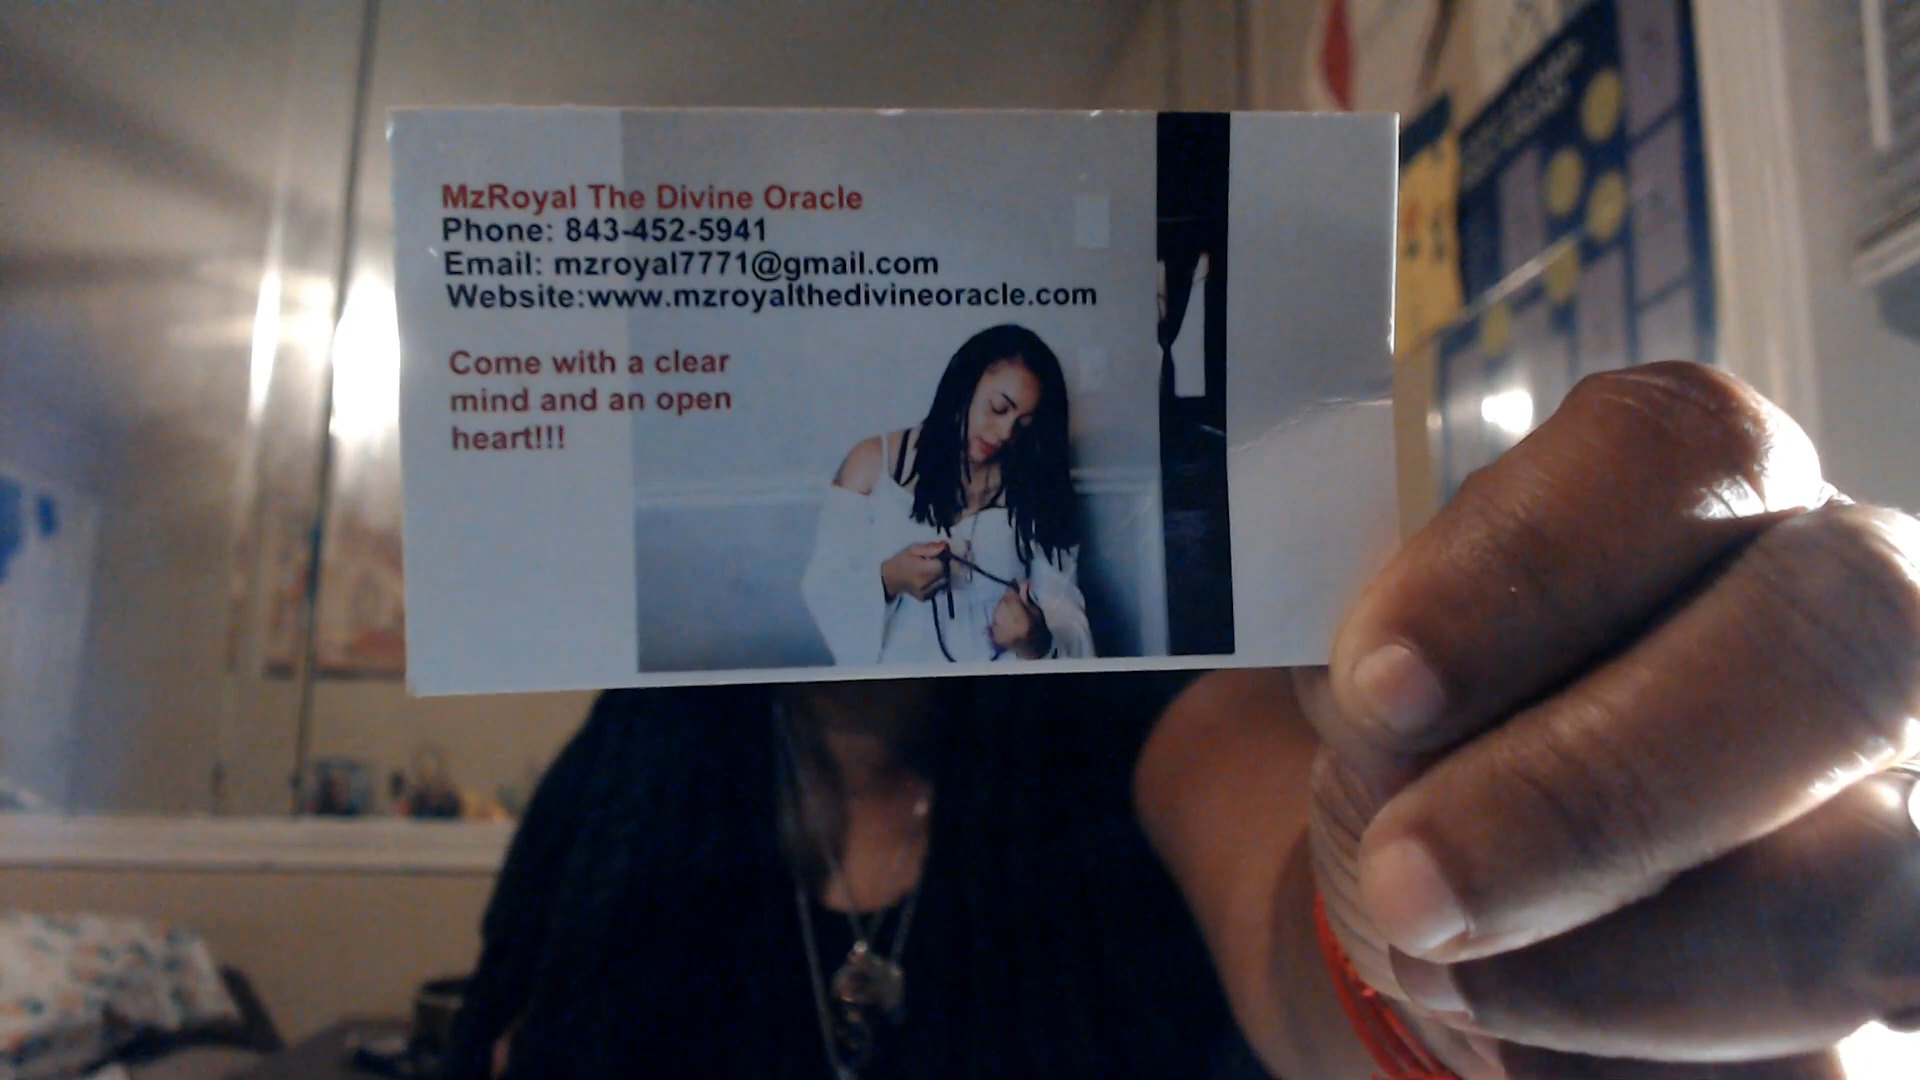 MzRoyal The Divine Oracle
Phone: 843-452-5941
Email: mzroyal7771@gmail.com
Website:www.mzroyalthedivineoracle.com
Come with a clear
mind and an open
heart!!!